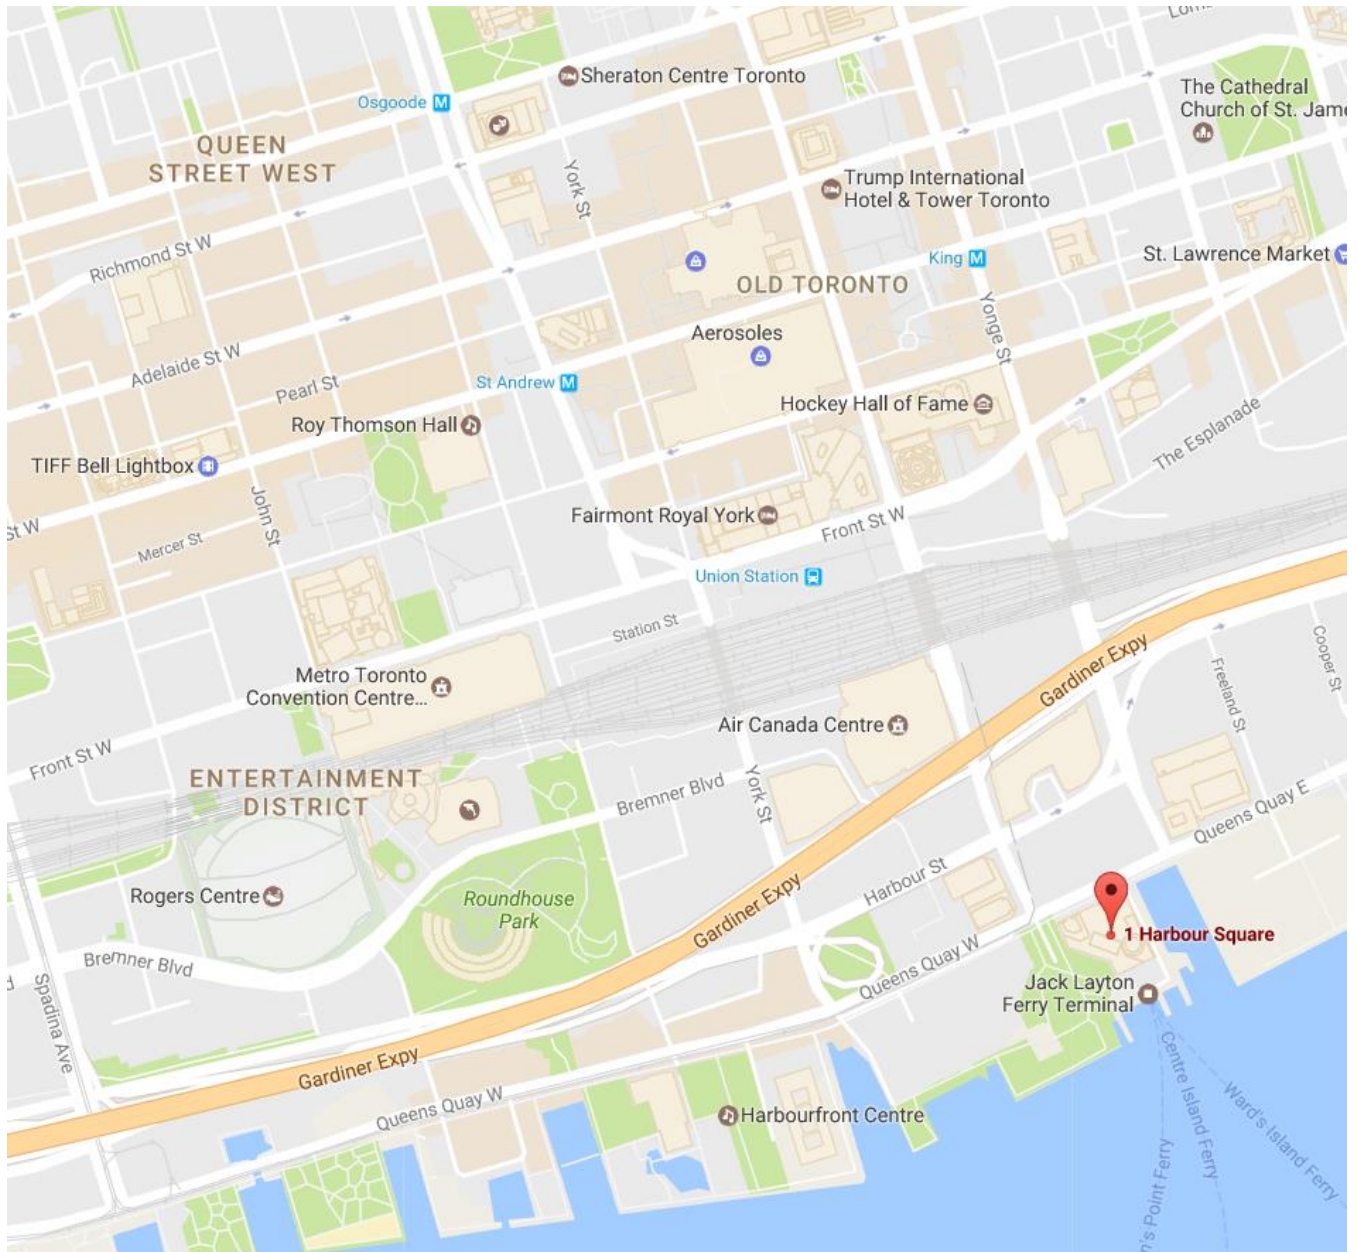 Lom
Sheraton Centre Toronto
The Cathedral
Church of St. Jame
Osgoode
M
QUEEN
STREET WEST
York St
Trump International
Hotel & Tower Toronto
Richmond St W
King
M
St. Lawrence Market
OLD TORONTO
Yonge St
Aerosoles
Adelaide St W
Pearl St
St Andrew
M
Hockey Hall of Fame
Roy Thomson Hall
The Esplanade
TIFF Bell Lightbox
John St
St W
Mercer St
Fairmont Royal York
Front St W
Union Station
Station St
Cooper St
Metro Toronto
Convention Centre...
Gardiner Expy
Freeland St
Air Canada Centre
Front St W
ENTERTAINMENT
DISTRICT
Bremner Blvd
York St
Queens Quay E
Rogers Centre
Roundhouse
Park
Harbour St
Gardiner Expy
1 Harbour Square
Bremner Blvd
d
Queens Quay W
Jack Layton
Ferry Terminal
Spadina Ave
Gardiner Expy
Queens Quay W
Harbourfront Centre
Centre Island Ferry
Ward's Island Ferry
n's Point Ferry